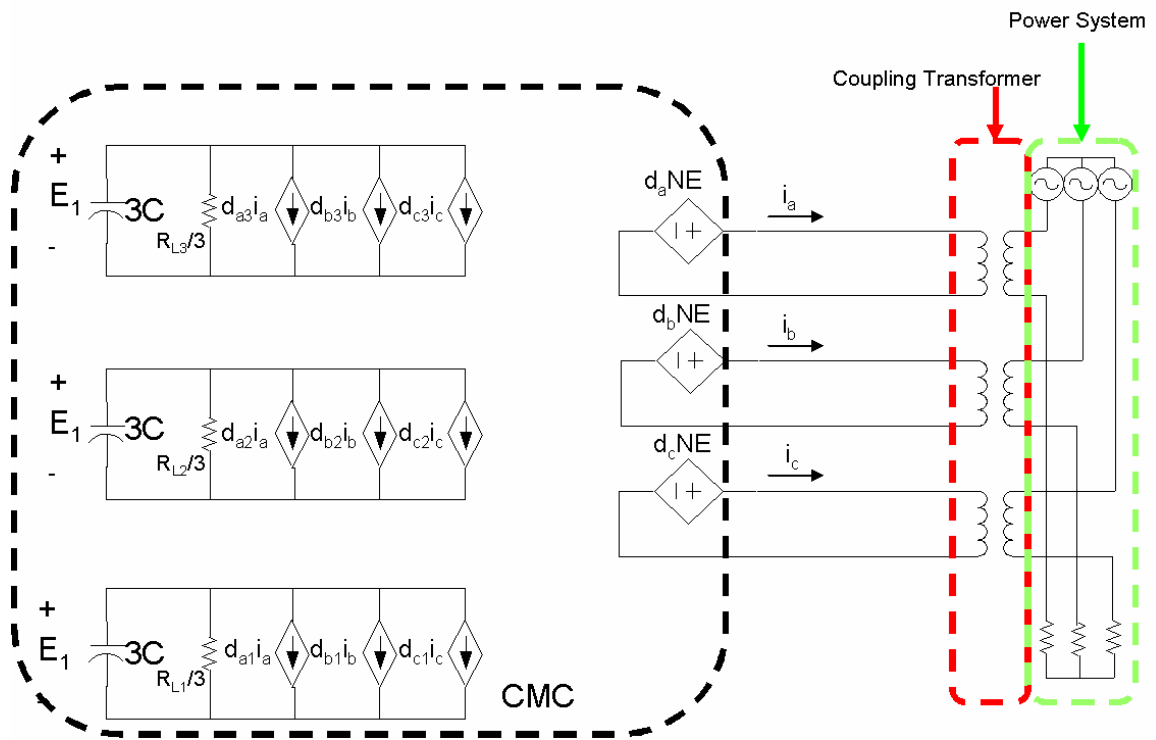 Power System
Coupling Transformer
+
E1
-
3C
RL3/3
da3ia
db3ib
dc3ic
+
E1
-
3C
RL2/3
da2ia
db2ib
dc2ic
+
E1
3C
RL1/3
da1ia
db1ib
dc1ic
CMC
daNE
ia
dbNE
ib
dcNE
ic